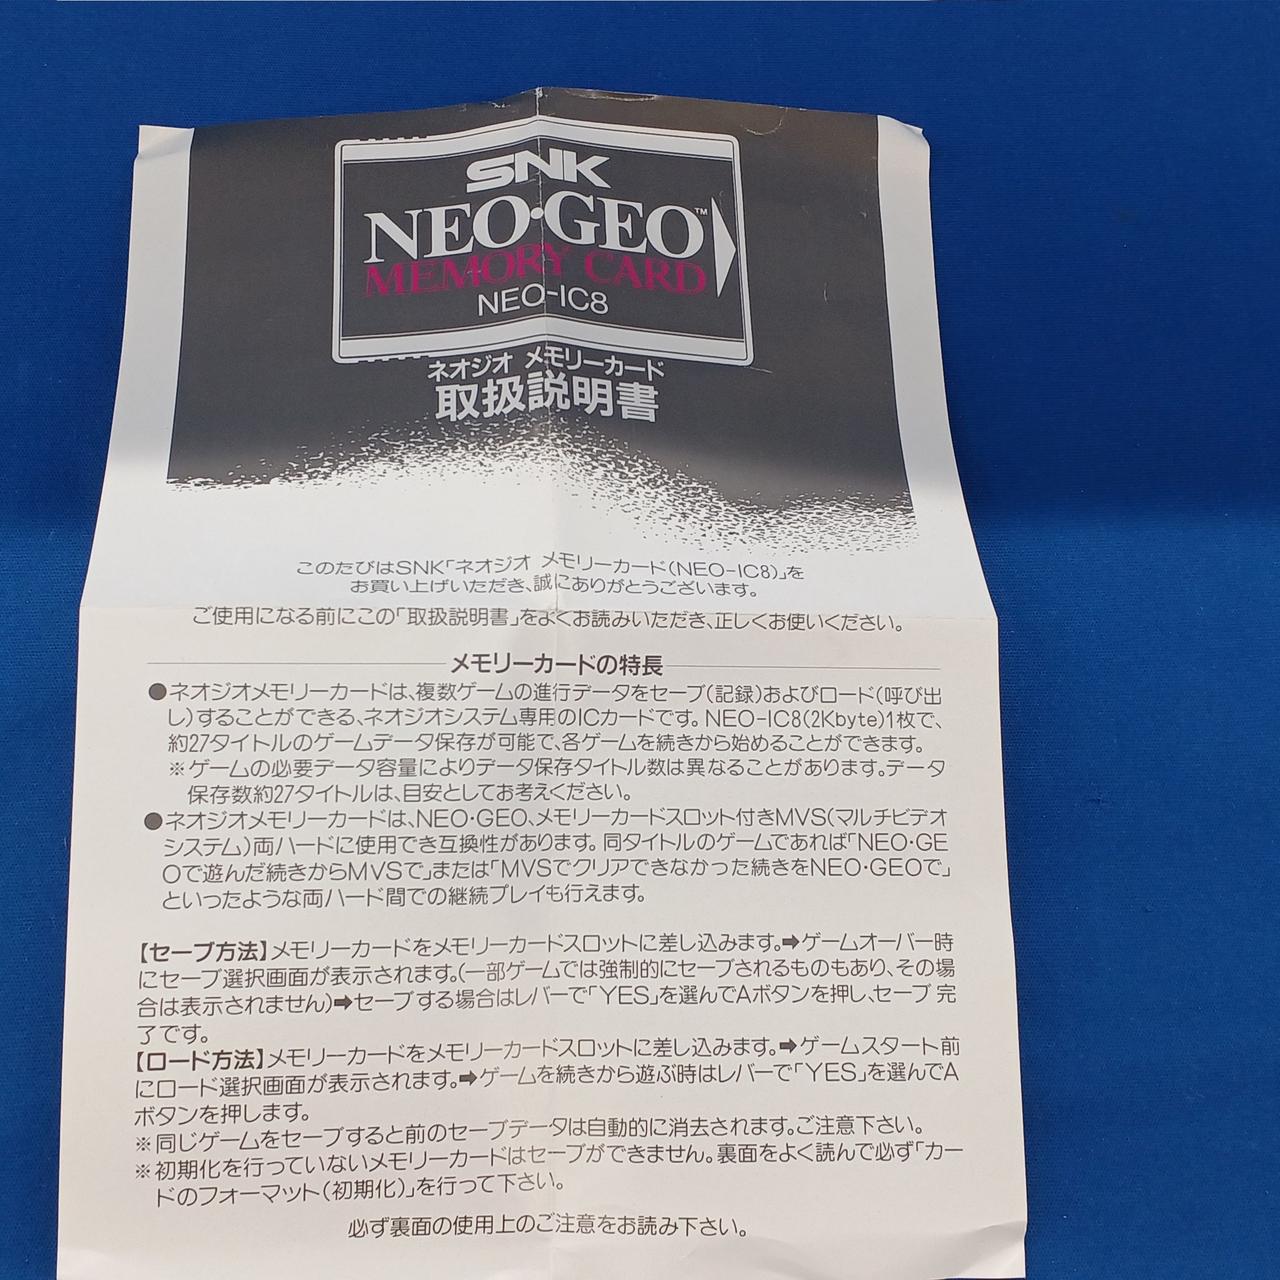 SNK
NEO・GEO™
MEMORY CARD
NEO-IC8
ネオジオ メモリーカード
取扱説明書
このたびはSNK「ネオジオ メモリーカード(NEO-IC8)」を
お買い上げいただき、誠にありがとうございます。
ご使用になる前にこの「取扱説明書」をよくお読みいただき、正しくお使いください。
メモリーカードの特長
●ネオジオメモリーカードは、複数ゲームの進行データをセーブ(記録)およびロード(呼び出
し)することができる、ネオジオシステム専用のICカードです。NEO-IC8(2Kbyte)1枚で、
約27タイトルのゲームデータ保存が可能で、各ゲームを続きから始めることができます。
※ゲームの必要データ容量によりデータ保存タイトル数は異なることがあります。データ
保存数約27タイトルは、目安としてお考えください。
●ネオジオメモリーカードは、NEO・GEO、メモリーカードスロット付きMVS(マルチビデオ
システム)両ハードに使用でき互換性があります。同タイトルのゲームであれば「NEO・GE
Oで遊んだ続きからMVSで」または「MVSでクリアできなかった続きをNEO・GEOで」
といったような両ハード間での継続プレイも行えます。
【セーブ方法】メモリーカードをメモリーカードスロットに差し込みます。➡ゲームオーバー時
にセーブ選択画面が表示されます。(一部ゲームでは強制的にセーブされるものもあり、その場
合は表示されません)➡セーブする場合はレバーで「YES」を選んでAボタンを押し、セーブ完
了です。
【ロード方法】メモリーカードをメモリーカードスロットに差し込みます。➡ゲームスタート前
にロード選択画面が表示されます。➡ゲームを続きから遊ぶ時はレバーで「YES」を選んでA
ボタンを押します。
※同じゲームをセーブすると前のセーブデータは自動的に消去されます。ご注意下さい。
※初期化を行っていないメモリーカードはセーブができません。裏面をよく読んで必ず「カー
ドのフォーマット(初期化)」を行って下さい。
必ず裏面の使用上のご注意をお読み下さい。